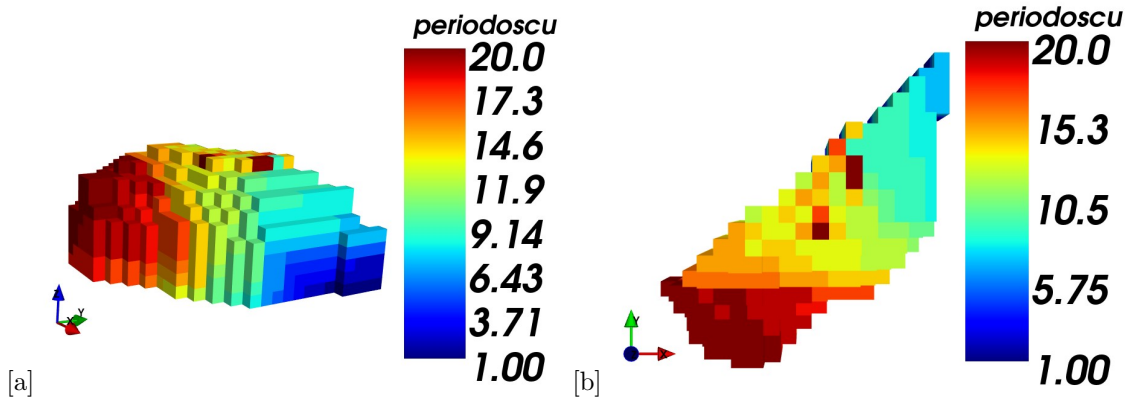 periodoscu
20.0
17.3
14.6
11.9
9.14
6.43
3.71
1.00
Y
X
[a]
periodoscu
20.0
15.3
10.5
5.75
1.00
Y
X
[b]